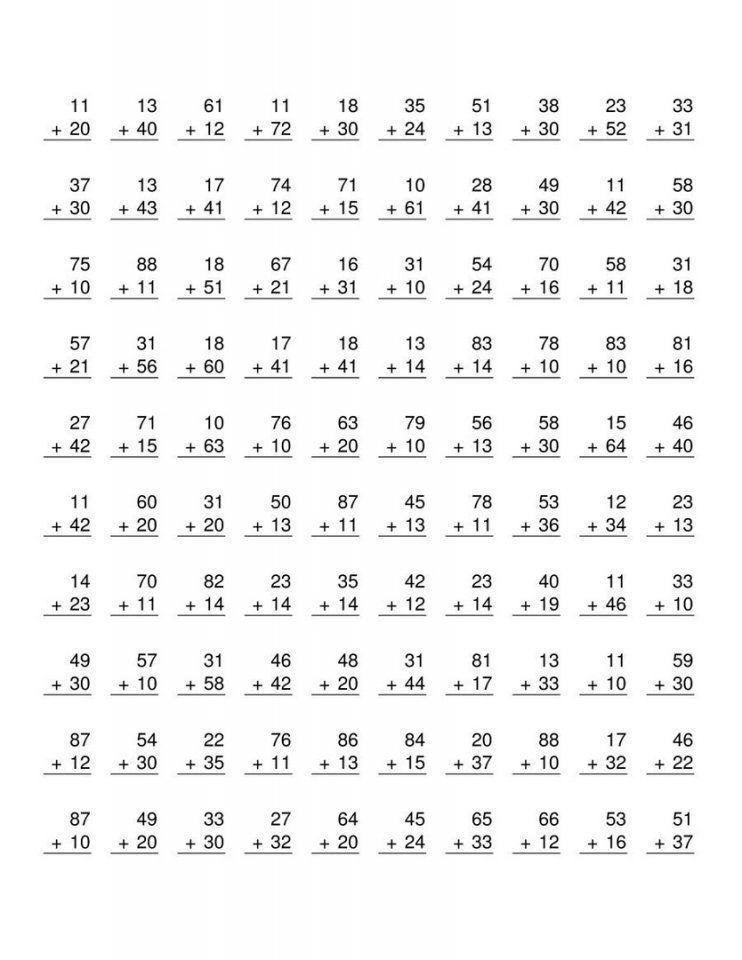 11 13 61 11 18 35 51 38 23 33
+ 20 + 40 + 12 + 72 + 30 + 24 + 13 + 30 + 52 + 31
37 13 17 74 71 10 28 49 11 58
+ 30 + 43 + 41 + 12 + 15 + 61 + 41 + 30 + 42 + 30
75 88 18 67 16 31 54 70 58 31
+ 10 + 11 + 51 + 21 + 31 + 10 + 24 + 16 + 11 + 18
57 31 18 17 18 13 83 78 83 81
+ 21 + 56 + 60 + 41 + 41 + 14 + 14 + 10 + 10 + 16
27 71 10 76 63 79 56 58 15 46
+ 42 + 15 + 63 + 10 + 20 + 10 + 13 + 30 + 64 + 40
11 60 31 50 87 45 78 53 12 23
+ 42 + 20 + 20 + 13 + 11 + 13 + 11 + 36 + 34 + 13
14 70 82 23 35 42 23 40 11 33
+ 23 + 11 + 14 + 14 + 14 + 12 + 14 + 19 + 46 + 10
49 57 31 46 48 31 81 13 11 59
+ 30 + 10 + 58 + 42 + 20 + 44 + 17 + 33 + 10 + 30
87 54 22 76 86 84 20 88 17 46
+ 12 + 30 + 35 + 11 + 13 + 15 + 37 + 10 + 32 + 22
87 49 33 27 64 45 65 66 53 51
+ 10 + 20 + 30 + 32 + 20 + 24 + 33 + 12 + 16 + 37